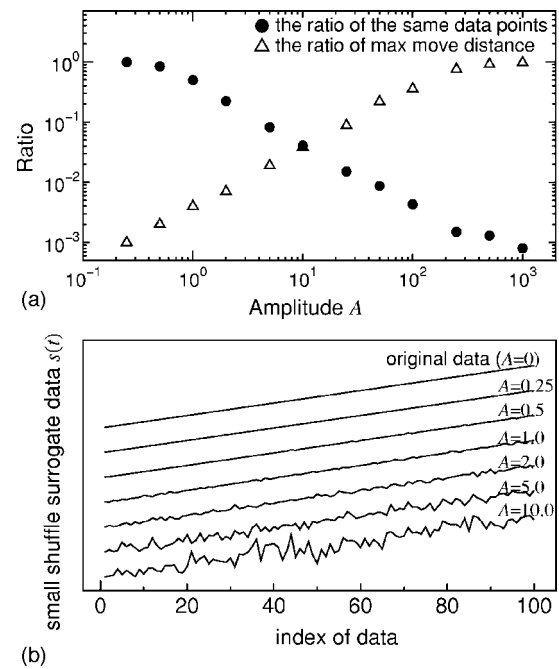 the ratio of the same data points
the ratio of max move distance
10^0
10^-1
10^-2
10^-3
Ratio
10^-1 10^0 10^1 10^2 10^3
Amplitude A
(a)
original data (A=0)
A=0.25
A=0.5
A=1.0
A=2.0
A=5.0
A=10.0
small shuffle surrogate data s(t)
0 20 40 60 80 100
index of data
(b)